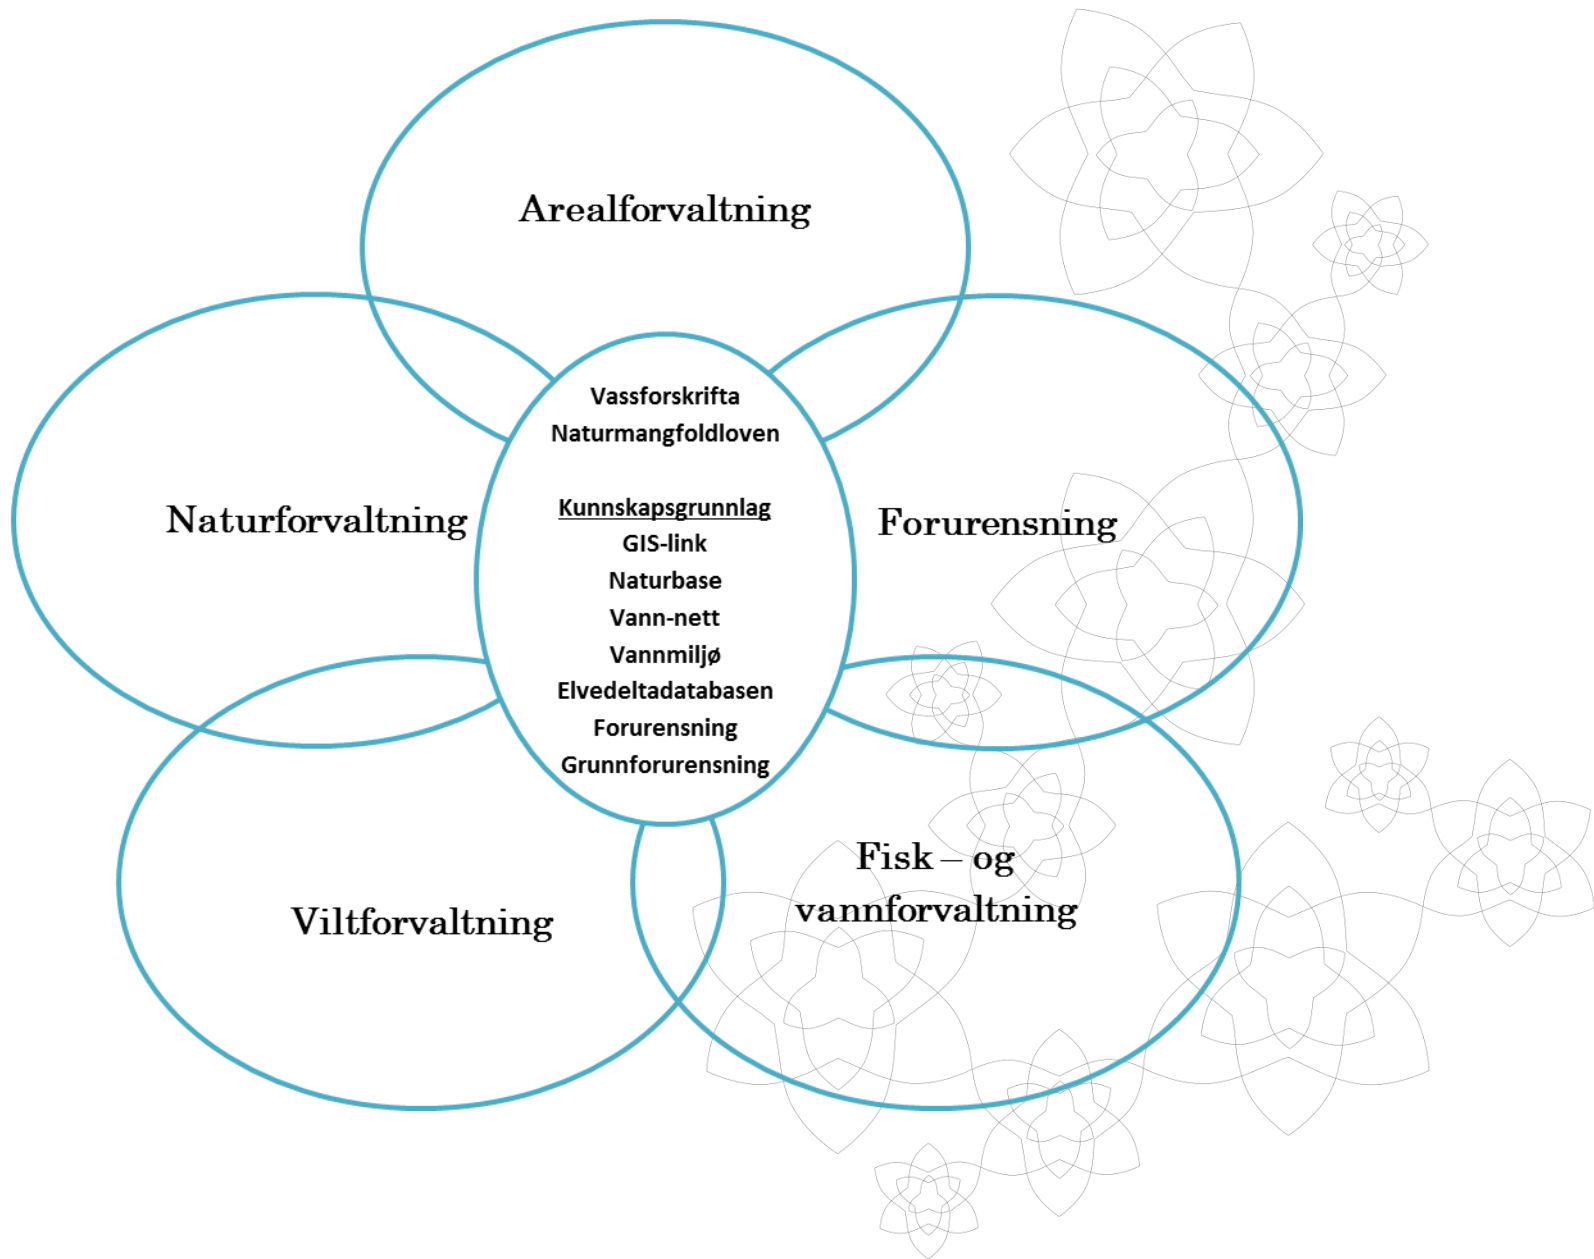 Arealforvaltning
Naturforvaltning
Vassforskrifta
Naturmangfoldloven
Kunnskapsgrunnlag
GIS-link
Naturbase
Vann-nett
Vannmiljø
Elvedeltadatabasen
Forurensning
Grunnforurensning
Forurensning
Viltforvaltning
Fisk – og
vannforvaltning